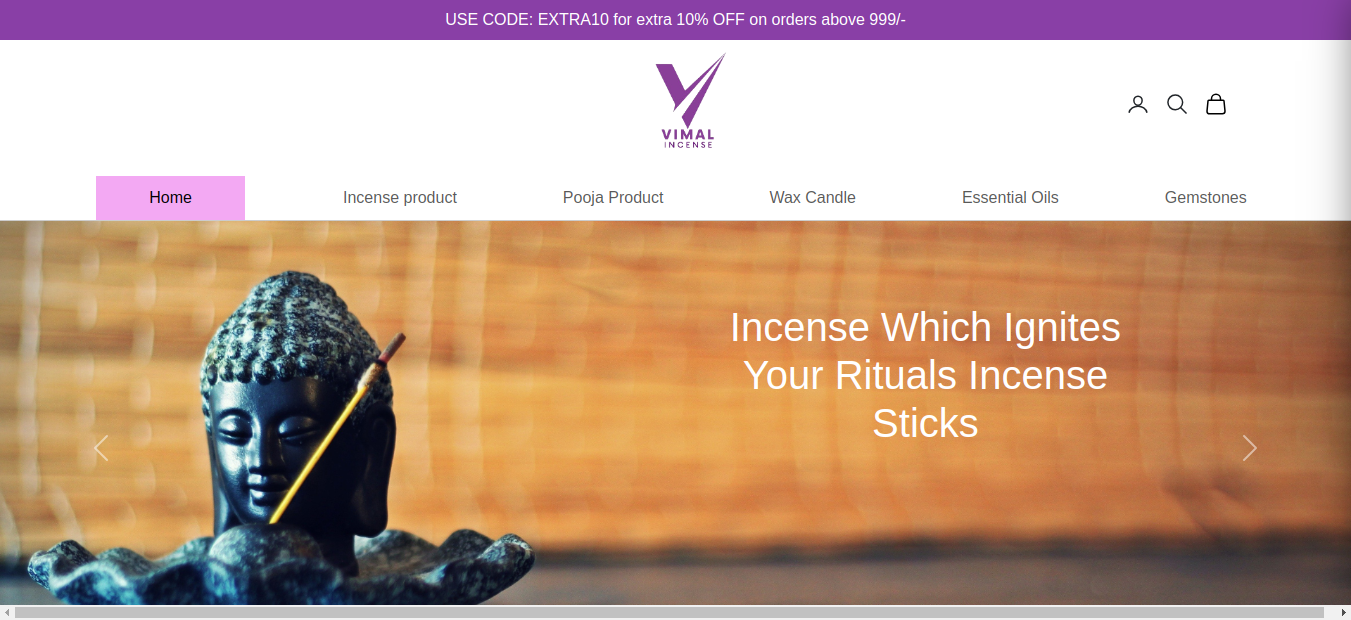 USE CODE: EXTRA10 for extra 10% OFF on orders above 999/-
VIMAL
INCENSE
Home Incense product Pooja Product Wax Candle Essential Oils Gemstones
Incense Which Ignites
Your Rituals Incense
Sticks